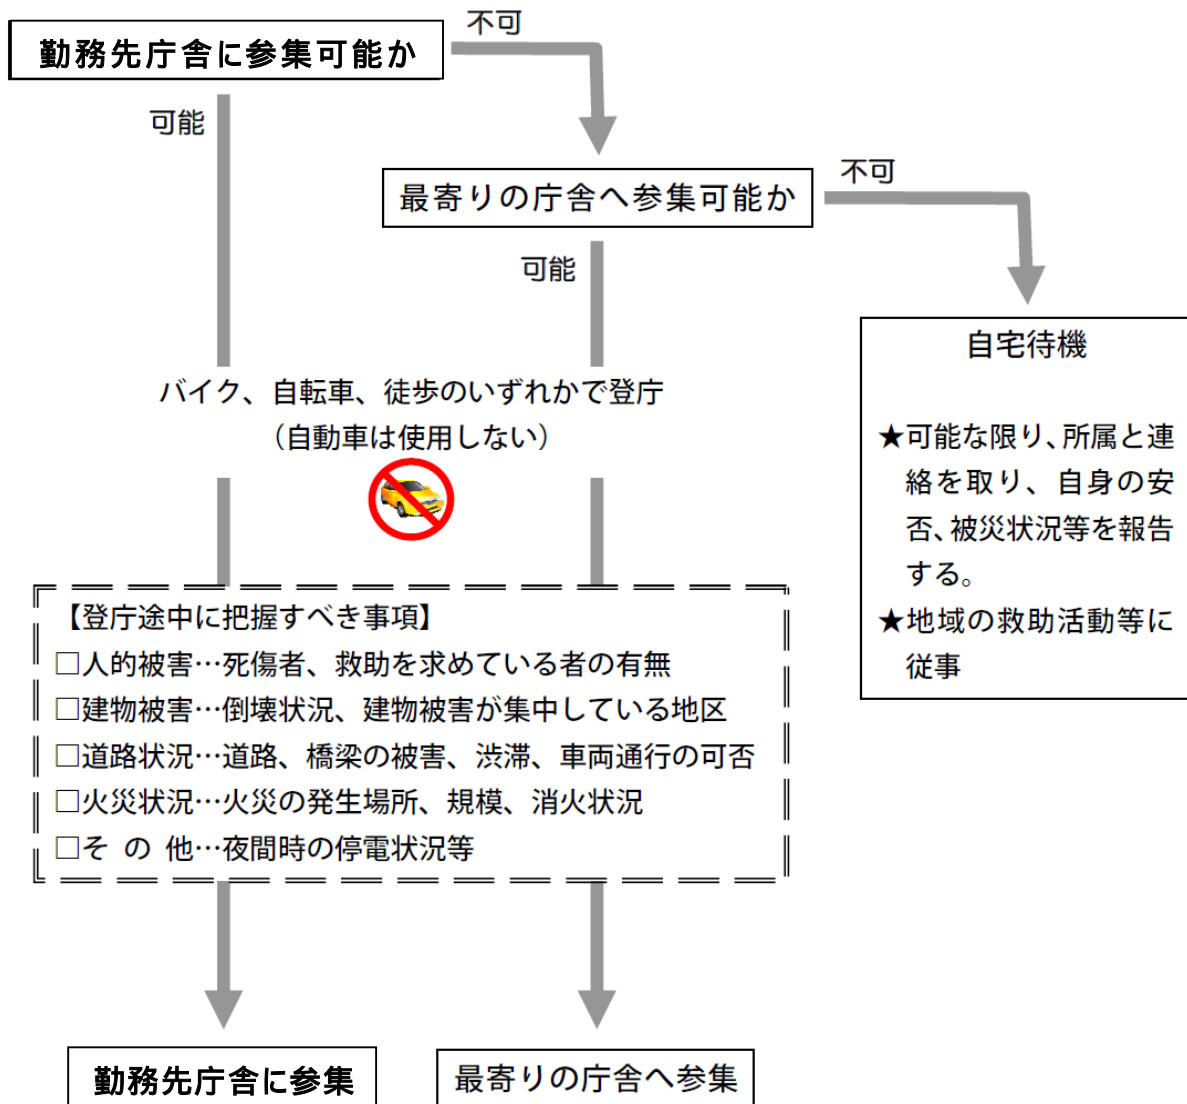 不可
勤務先庁舎に参集可能か
可能
不可
最寄りの庁舎へ参集可能か
可能
自宅待機
★可能な限り、所属と連
絡を取り、自身の安
否、被災状況等を報告
する。
★地域の救助活動等に
従事
バイク、自転車、徒歩のいずれかで登庁
（自動車は使用しない）
【登庁途中に把握すべき事項】
□人的被害…死傷者、救助を求めている者の有無
□建物被害…倒壊状況、建物被害が集中している地区
□道路状況…道路、橋梁の被害、渋滞、車両通行の可否
□火災状況…火災の発生場所、規模、消火状況
□そ の 他…夜間時の停電状況等
勤務先庁舎に参集
最寄りの庁舎へ参集